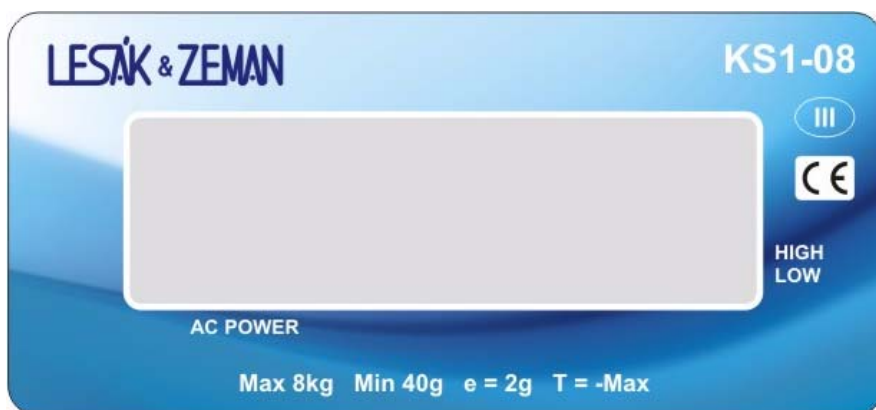 LESÁK & ZEMAN
KS1-08
III
CE
HIGH
LOW
AC POWER
Max 8kg Min 40g e = 2g T = -Max